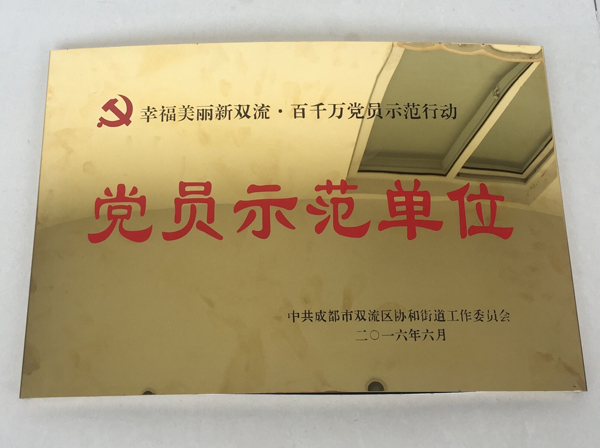 幸福美丽新双流·百千万党员示范行动
党员示范单位
中共成都市双流区协和街道工作委员会
二〇一六年六月